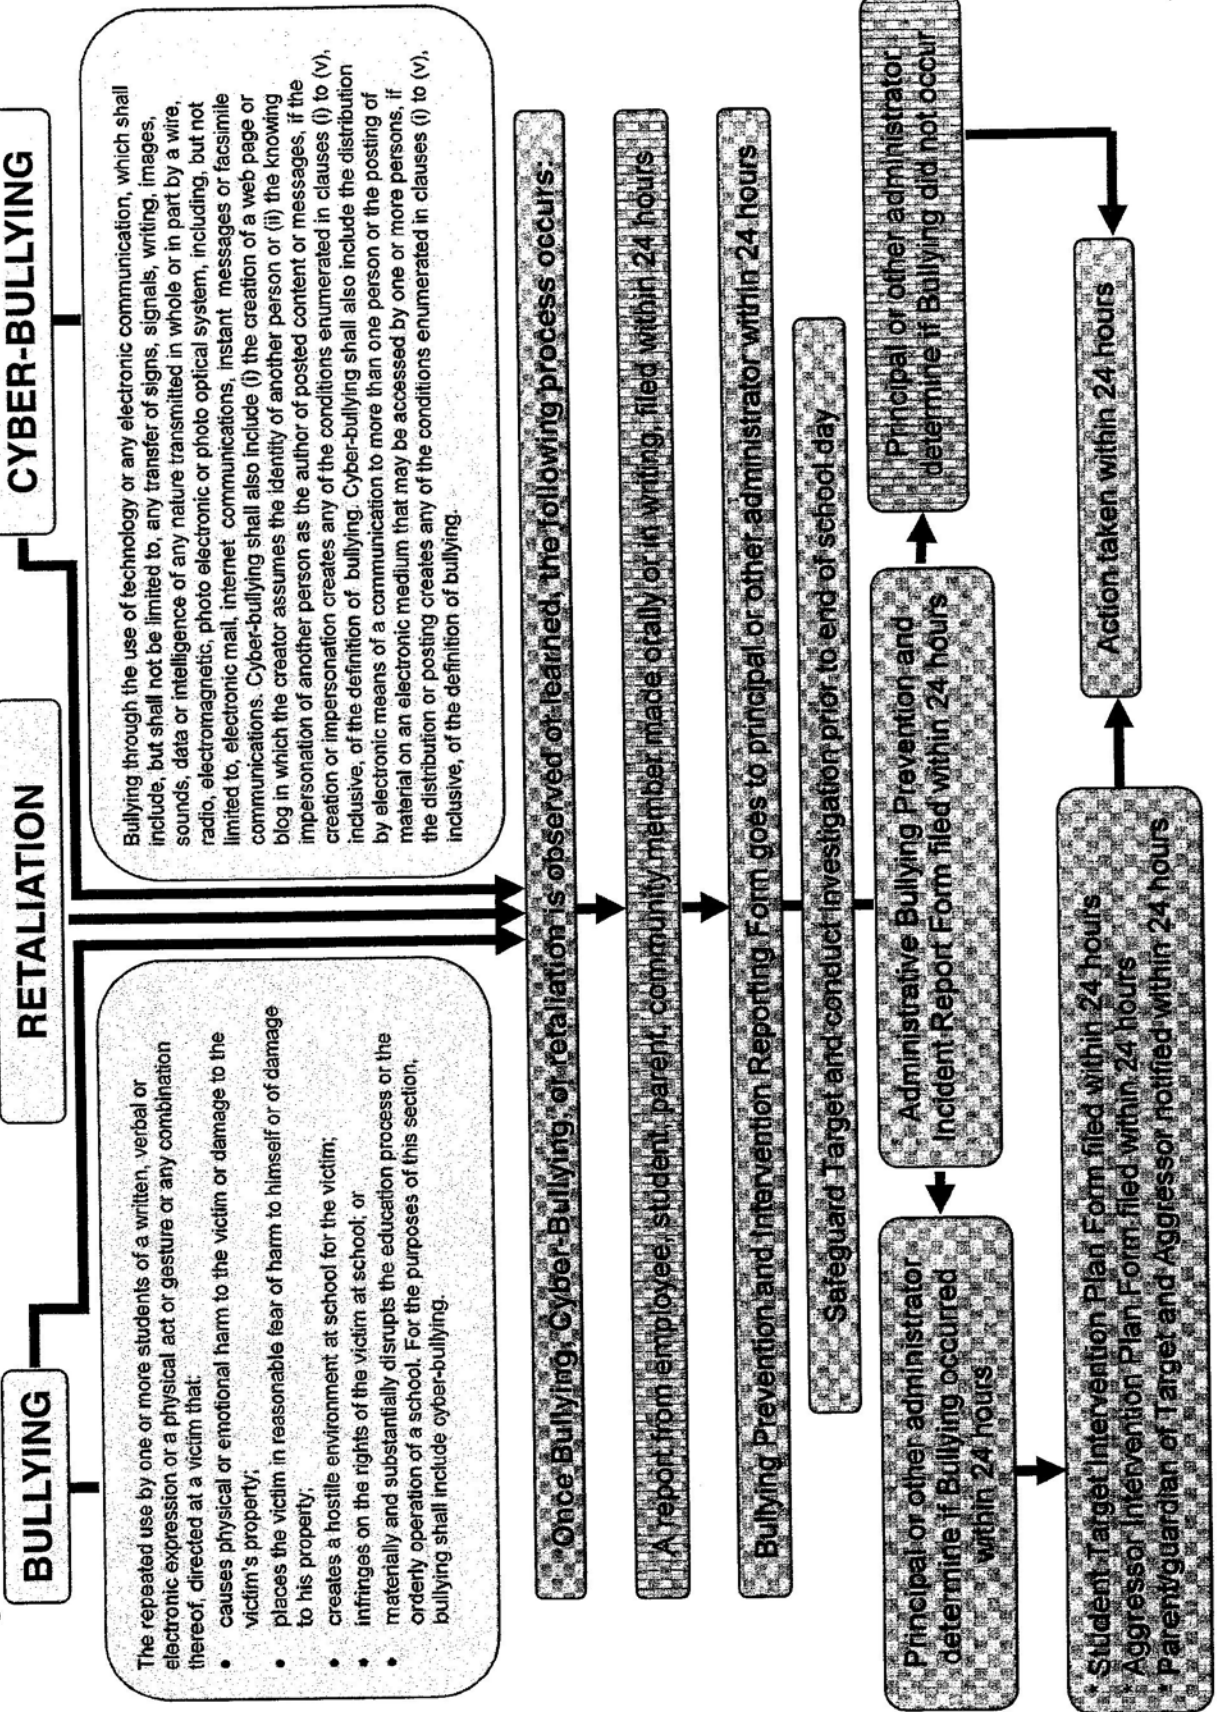 BULLYING
RETALIATION
CYBER-BULLYING
The repeated use by one or more students of a written, verbal or
electronic expression or a physical act or gesture or any combination
thereof, directed at a victim that:
• causes physical or emotional harm to the victim or damage to the
victim's property;
• places the victim in reasonable fear of harm to himself of damage
to his property;
• creates a hostile environment at school for the victim;
• infringes on the rights of the victim at school; or
• materially and substantially disrupts the education process or the
orderly operation of a school. For the purposes of this section,
bullying shall include cyber-bullying.
Bullying through the use of technology or any electronic communication, which shall
include, but shall not be limited to, any transfer of signs, signals, writing, images,
sounds, data or intelligence of any nature transmitted in whole or in part by a wire,
radio, electromagnetic, photo electronic or photo optical system, including, but not
limited to, electronic mail, internet communications, instant messages or facsimile
communications. Cyber-bullying shall also include (i) the creation of a web page or
blog in which the creator assumes the identity of another person or (ii) the knowing
impersonation of another person as the author of posted content or messages, if the
creation or impersonation creates any of the conditions enumerated in clauses (i) to (v),
inclusive, of the definition of bullying. Cyber-bullying shall also include the distribution
by electronic means of a communication to more than one person or the posting of
material on an electronic medium that may be accessed by one or more persons, if
the distribution or posting creates any of the conditions enumerated in clauses (i) to (v),
inclusive, of the definition of bullying.
Once Bullying, Cyber-Bullying, or retaliation is observed of learned, the following process occurs:
A report from employee, student, parent, community member made orally or in writing, filed within 24 hours
Bullying Prevention and Intervention Reporting Form goes to principal or other administrator within 24 hours
Safeguard Target and conduct investigation prior to end of school day
Principal or other administrator
determine if Bullying occurred
within 24 hours
Administrative Bullying Prevention and
Incident Report Form filed within 24 hours
Principal or other administrator
determine if Bullying did not occur
* Student Target Intervention Plan Form filed within 24 hours
* Aggressor Intervention Plan Form filed within 24 hours
* Parent/guardian of Target and Aggressor notified within 24 hours
Action taken within 24 hours